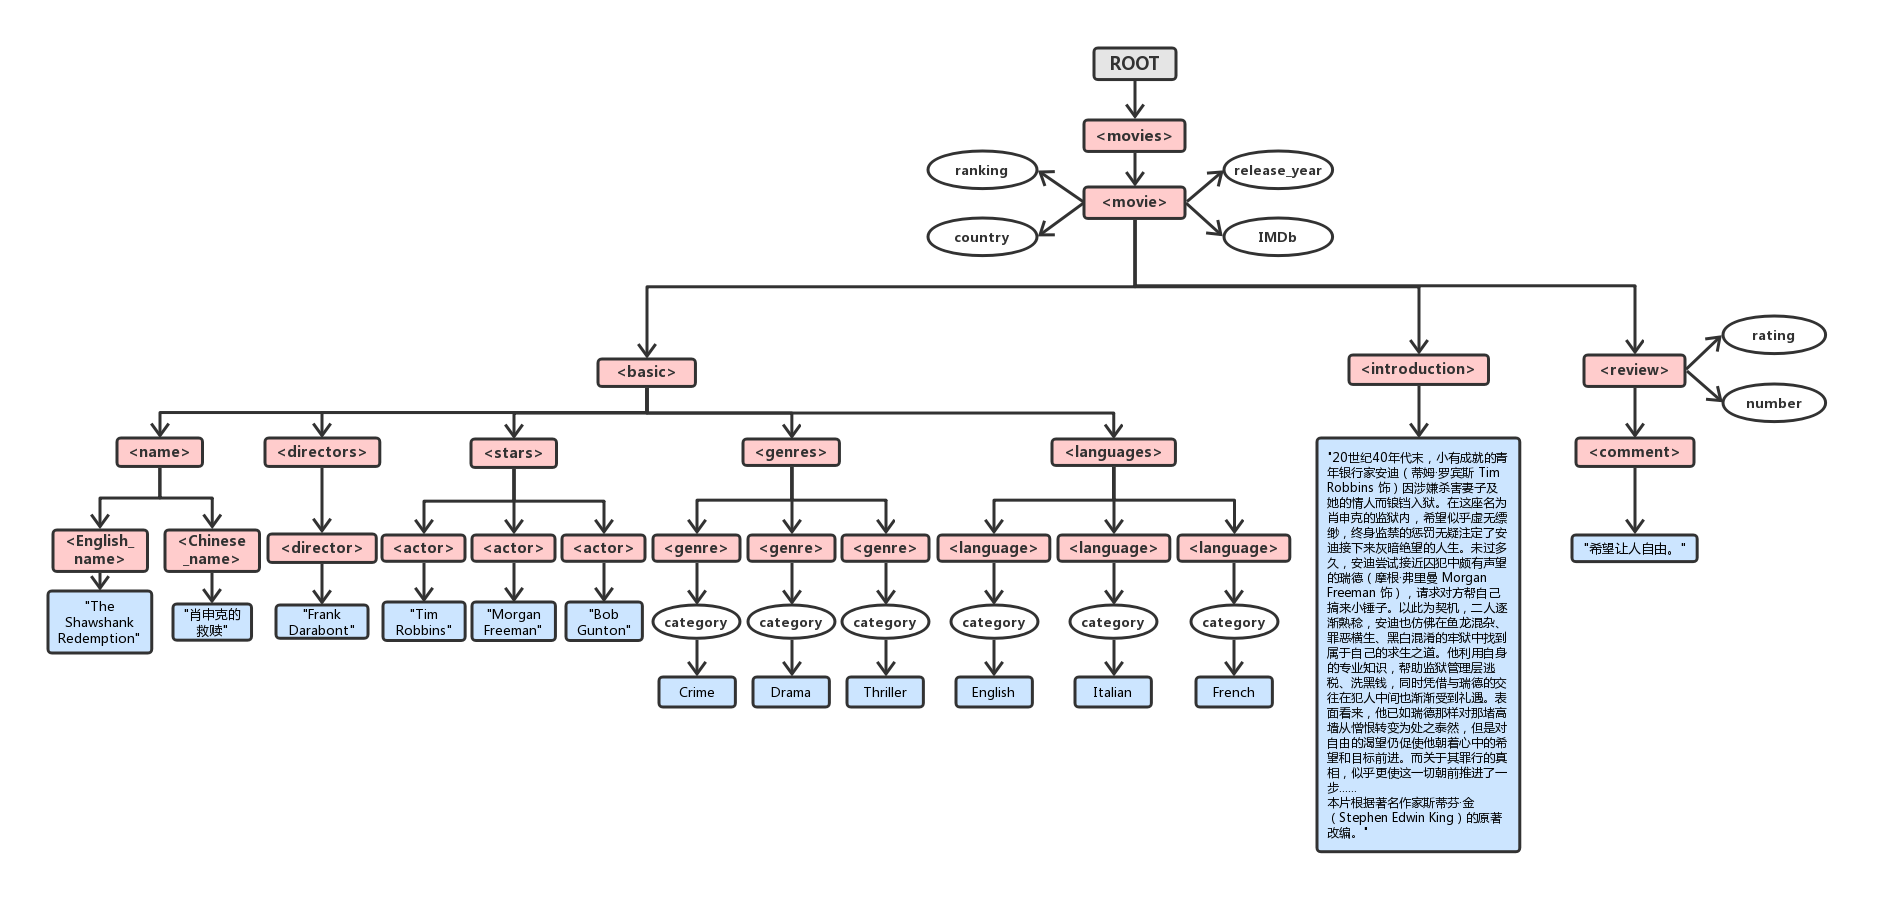 ROOT
<movies>
ranking
release_year
<movie>
country
IMDb
rating
<basic>
<introduction>
<review>
number
<name>
<directors>
<stars>
<genres>
<languages>
<comment>
<English_
name>
<Chinese
_name>
<director>
<actor>
<actor>
<actor>
<genre>
<genre>
<genre>
<language>
<language>
<language>
"The
Shawshank
Redemption"
"肖申克的
救赎"
"Frank
Darabont"
"Tim
Robbins"
"Morgan
Freeman"
"Bob
Gunton"
category
category
category
category
category
category
Crime
Drama
Thriller
English
Italian
French
"20世纪40年代末，小有成就的青
年银行家安迪（蒂姆·罗宾斯 Tim
Robbins 饰）因涉嫌杀害妻子及
她的情人而锒铛入狱。在这座名为
肖申克的监狱内，希望似乎虚无缥
缈，终身监禁的惩罚无疑注定了安
迪接下来灰暗绝望的人生。未过多
久，安迪尝试接近囚犯中颇有声望
的瑞德（摩根·弗里曼 Morgan
Freeman 饰），请求对方帮自己
搞来小锤子。以此为契机，二人逐
渐熟稔，安迪也仿佛在鱼龙混杂、
罪恶横生、黑白混淆的牢狱中找到
属于自己的求生之道。他利用自身
的专业知识，帮助监狱管理层逃
税、洗黑钱，同时凭借与瑞德的交
往在犯人中间也渐渐受到礼遇。表
面看来，他已如瑞德那样对那堵高
墙从憎恨转变为处之泰然，但是对
自由的渴望仍促使他朝着心中的希
望和目标前进。而关于其罪行的真
相，似乎更使这一切朝前推进了一
步……
本片根据著名作家斯蒂芬·金
（Stephen Edwin King）的原著
改编。"
"希望让人自由。"